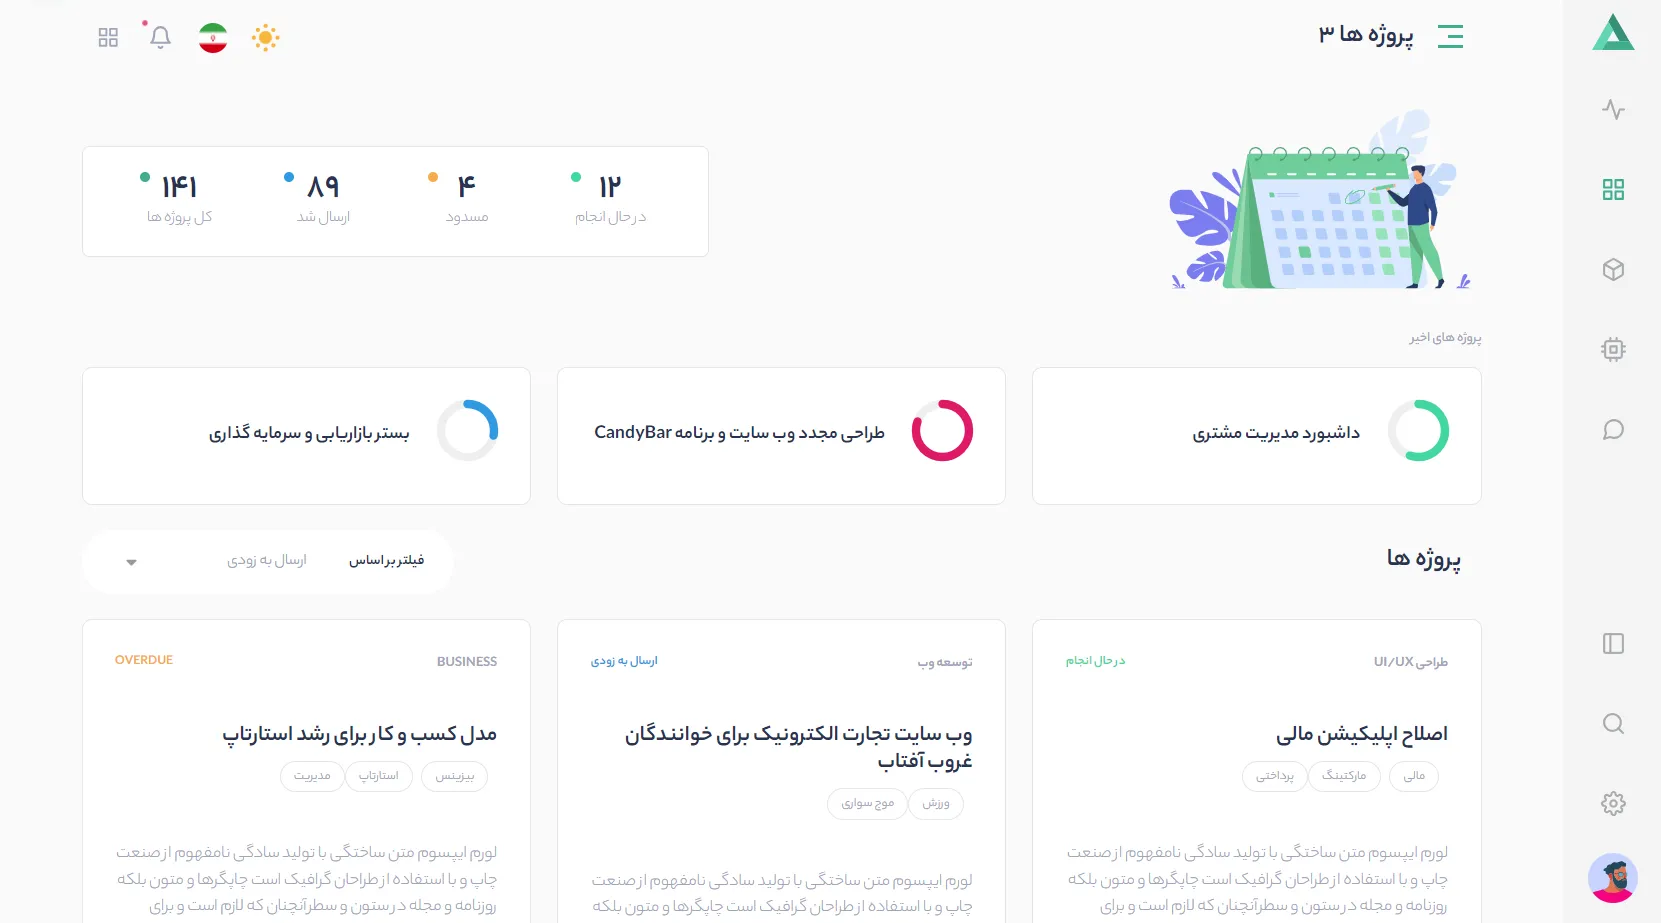 پروژه ها ۳
۱۲
در حال انجام
۴
مسدود
۸۹
ارسال شد
۱۴۱
کل پروژه ها
پروژه های اخیر
داشبورد مدیریت مشتری
طراحی مجدد وب سایت و برنامه CandyBar
بستر بازاریابی و سرمایه گذاری
پروژه ها
فیلتر بر اساس
ارسال به زودی
طراحی UI/UX
در حال انجام
اصلاح اپلیکیشن مالی
مالی
مارکتینگ
پرداختی
لورم ایپسوم متن ساختگی با تولید سادگی نامفهوم از صنعت
چاپ و با استفاده از طراحان گرافیک است چاپگرها و متون بلکه
روزنامه و مجله در ستون و سطرآنچنان که لازم است و برای
توسعه وب
ارسال به زودی
وب سایت تجارت الکترونیک برای خوانندگان
غروب آفتاب
ورزش
موج سواری
لورم ایپسوم متن ساختگی با تولید سادگی نامفهوم از صنعت
چاپ و با استفاده از طراحان گرافیک است چاپگرها و متون بلکه
BUSINESS
OVERDUE
مدل کسب و کار برای رشد استارتاپ
بیزینس
استارتاپ
مدیریت
لورم ایپسوم متن ساختگی با تولید سادگی نامفهوم از صنعت
چاپ و با استفاده از طراحان گرافیک است چاپگرها و متون بلکه
روزنامه و مجله در ستون و سطرآنچنان که لازم است و برای